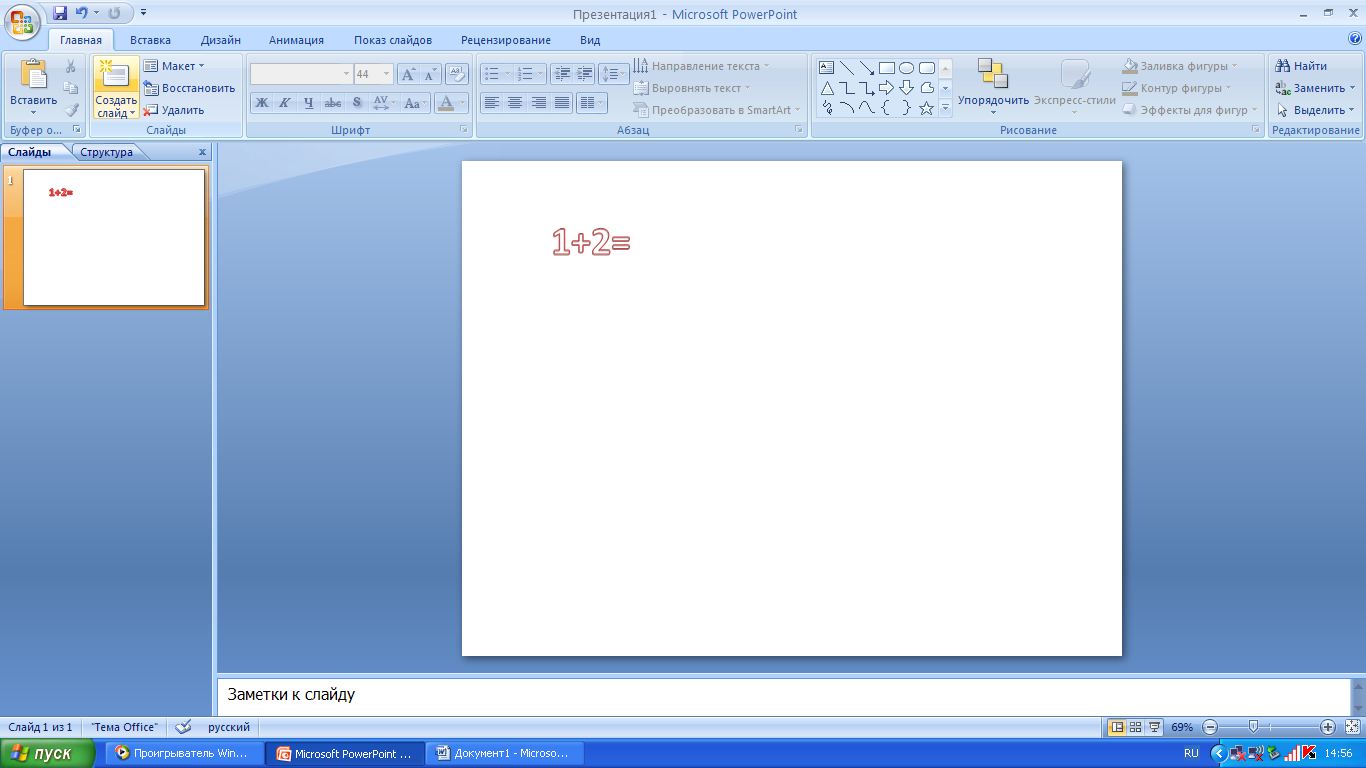 Презентация1 - Microsoft PowerPoint
Главная Вставка Дизайн Анимация Показ слайдов Рецензирование Вид
Вставить
Буфер о...
Создать слайд
Макет
Восстановить
Удалить
Слайды
44
Ж К Ч abc S AV Aa А
Шрифт
Направление текста
Выровнять текст
Преобразовать в SmartArt
Абзац
Упорядочить
Экспресс-стили
Заливка фигуры
Контур фигуры
Эффекты для фигур
Рисование
Найти
Заменить
Выделить
Редактирование
Слайды Структура x
1
1+2=
1+2=
Заметки к слайду
Слайд 1 из 1 "Тема Office" русский 69%
пуск Проигрыватель Win... Microsoft PowerPoint ... Документ1 - Microso... RU 14:56